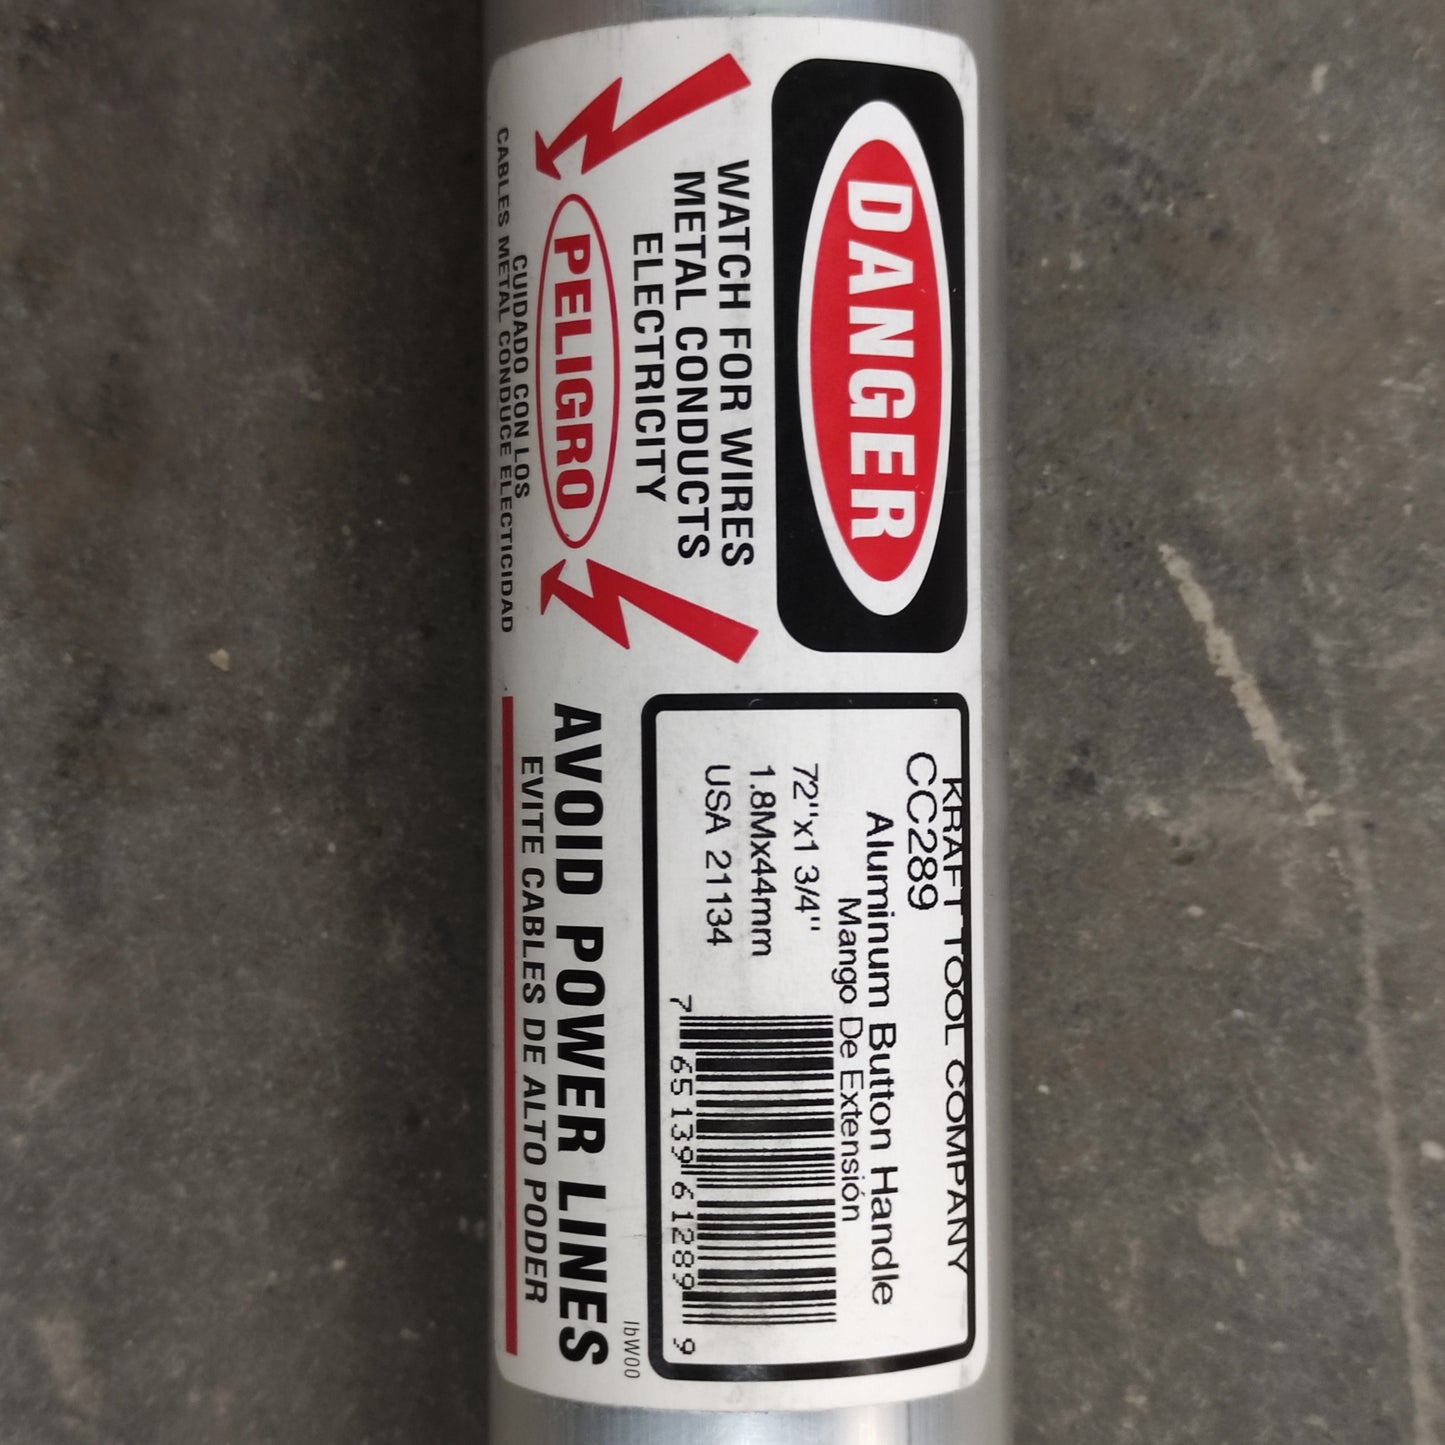 DANGER
WATCH FOR WIRES
METAL CONDUCTS
ELECTRICITY
PELIGRO
CUIDADO CON LOS
CABLES METAL CONDUCE ELECTICIDAD
KRAFT TOOL COMPANY
CC289
Aluminum Button Handle
Mango De Extensión
72"x1 3/4"
1.8Mx44mm
USA 21134
7 65139 61289 9
lbW00
AVOID POWER LINES
EVITE CABLES DE ALTO PODER